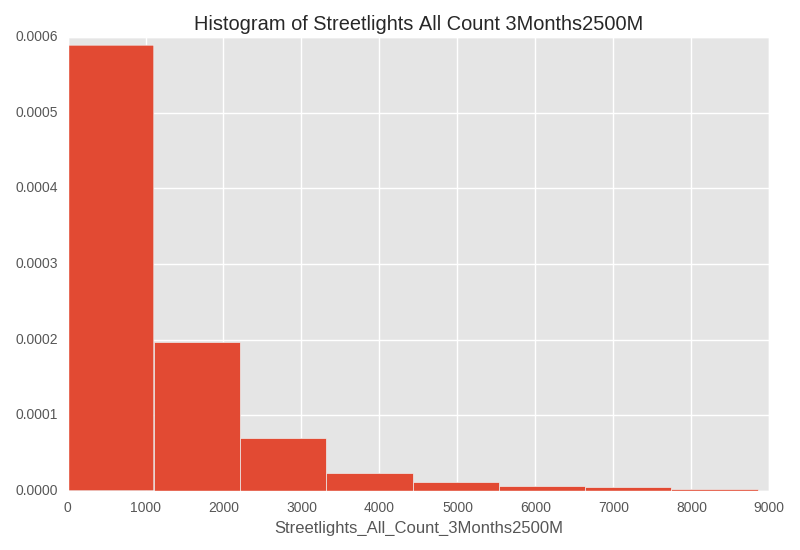 Histogram of Streetlights All Count 3Months2500M
0.0006
0.0005
0.0004
0.0003
0.0002
0.0001
0.0000
0 1000 2000 3000 4000 5000 6000 7000 8000 9000
Streetlights_All_Count_3Months2500M